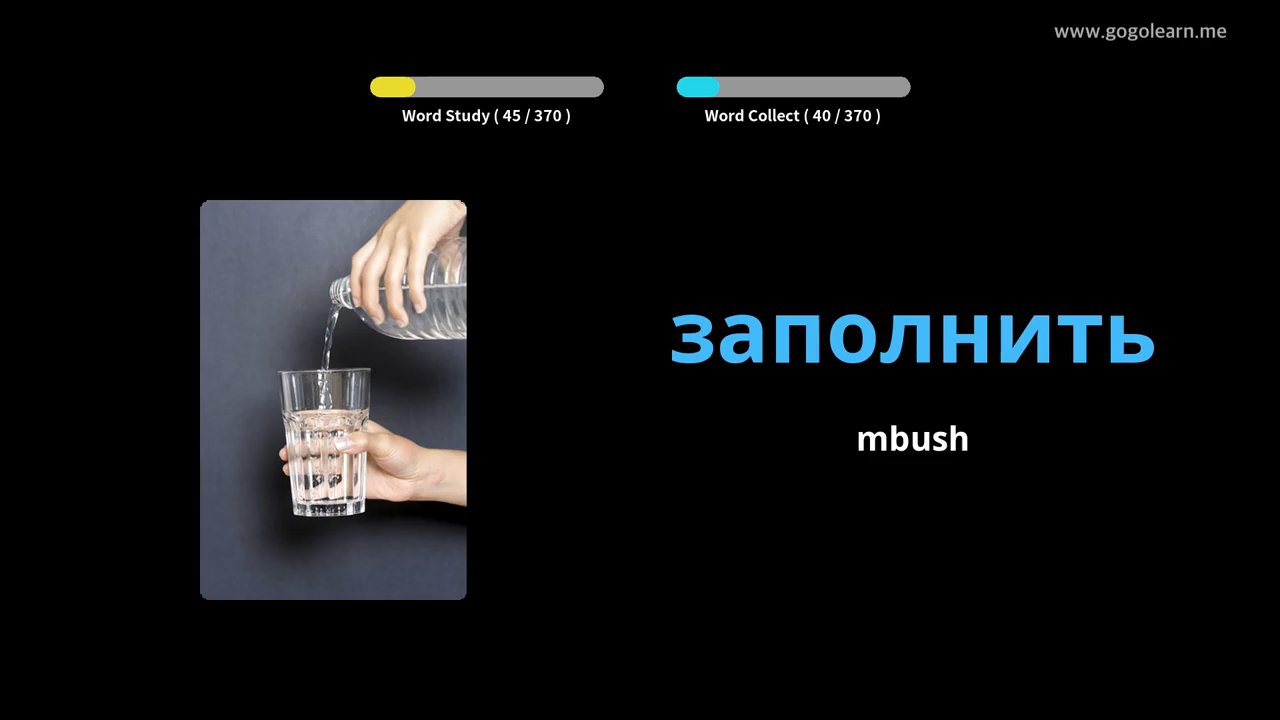 www.gogolearn.me
Word Study ( 45 / 370 )
Word Collect ( 40 / 370 )
заполнить
mbush